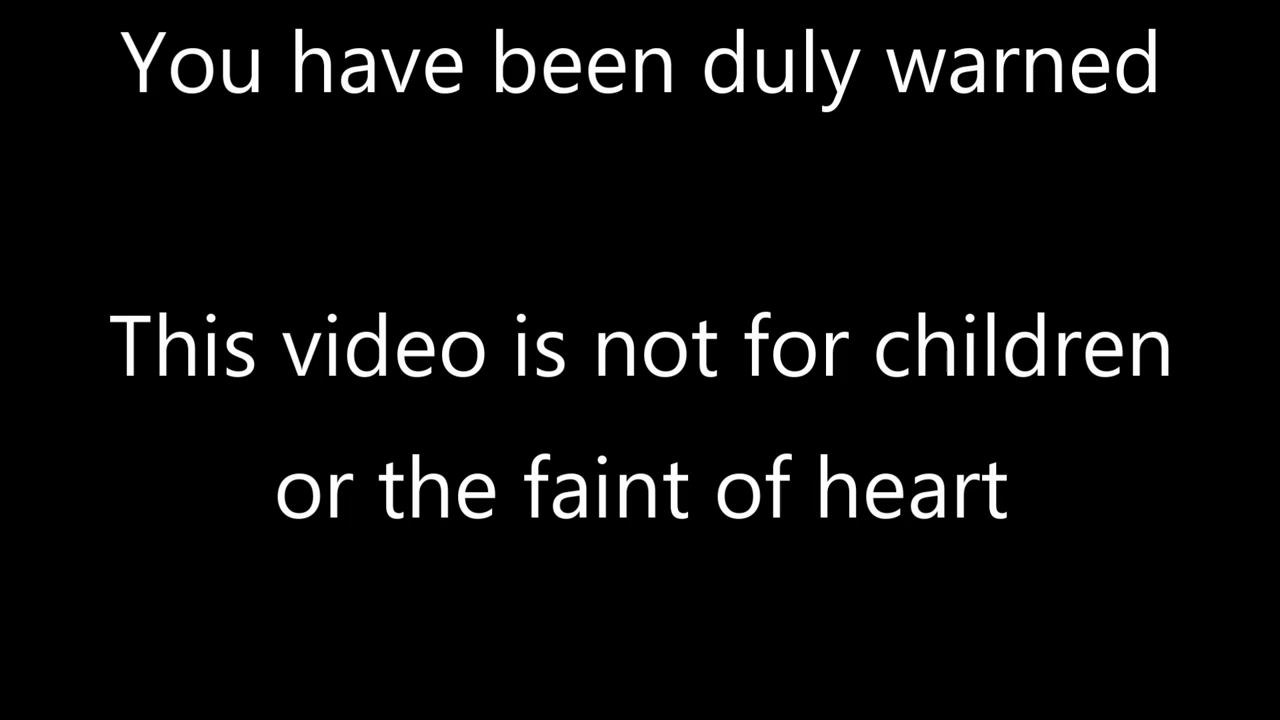 You have been duly warned
This video is not for children
or the faint of heart